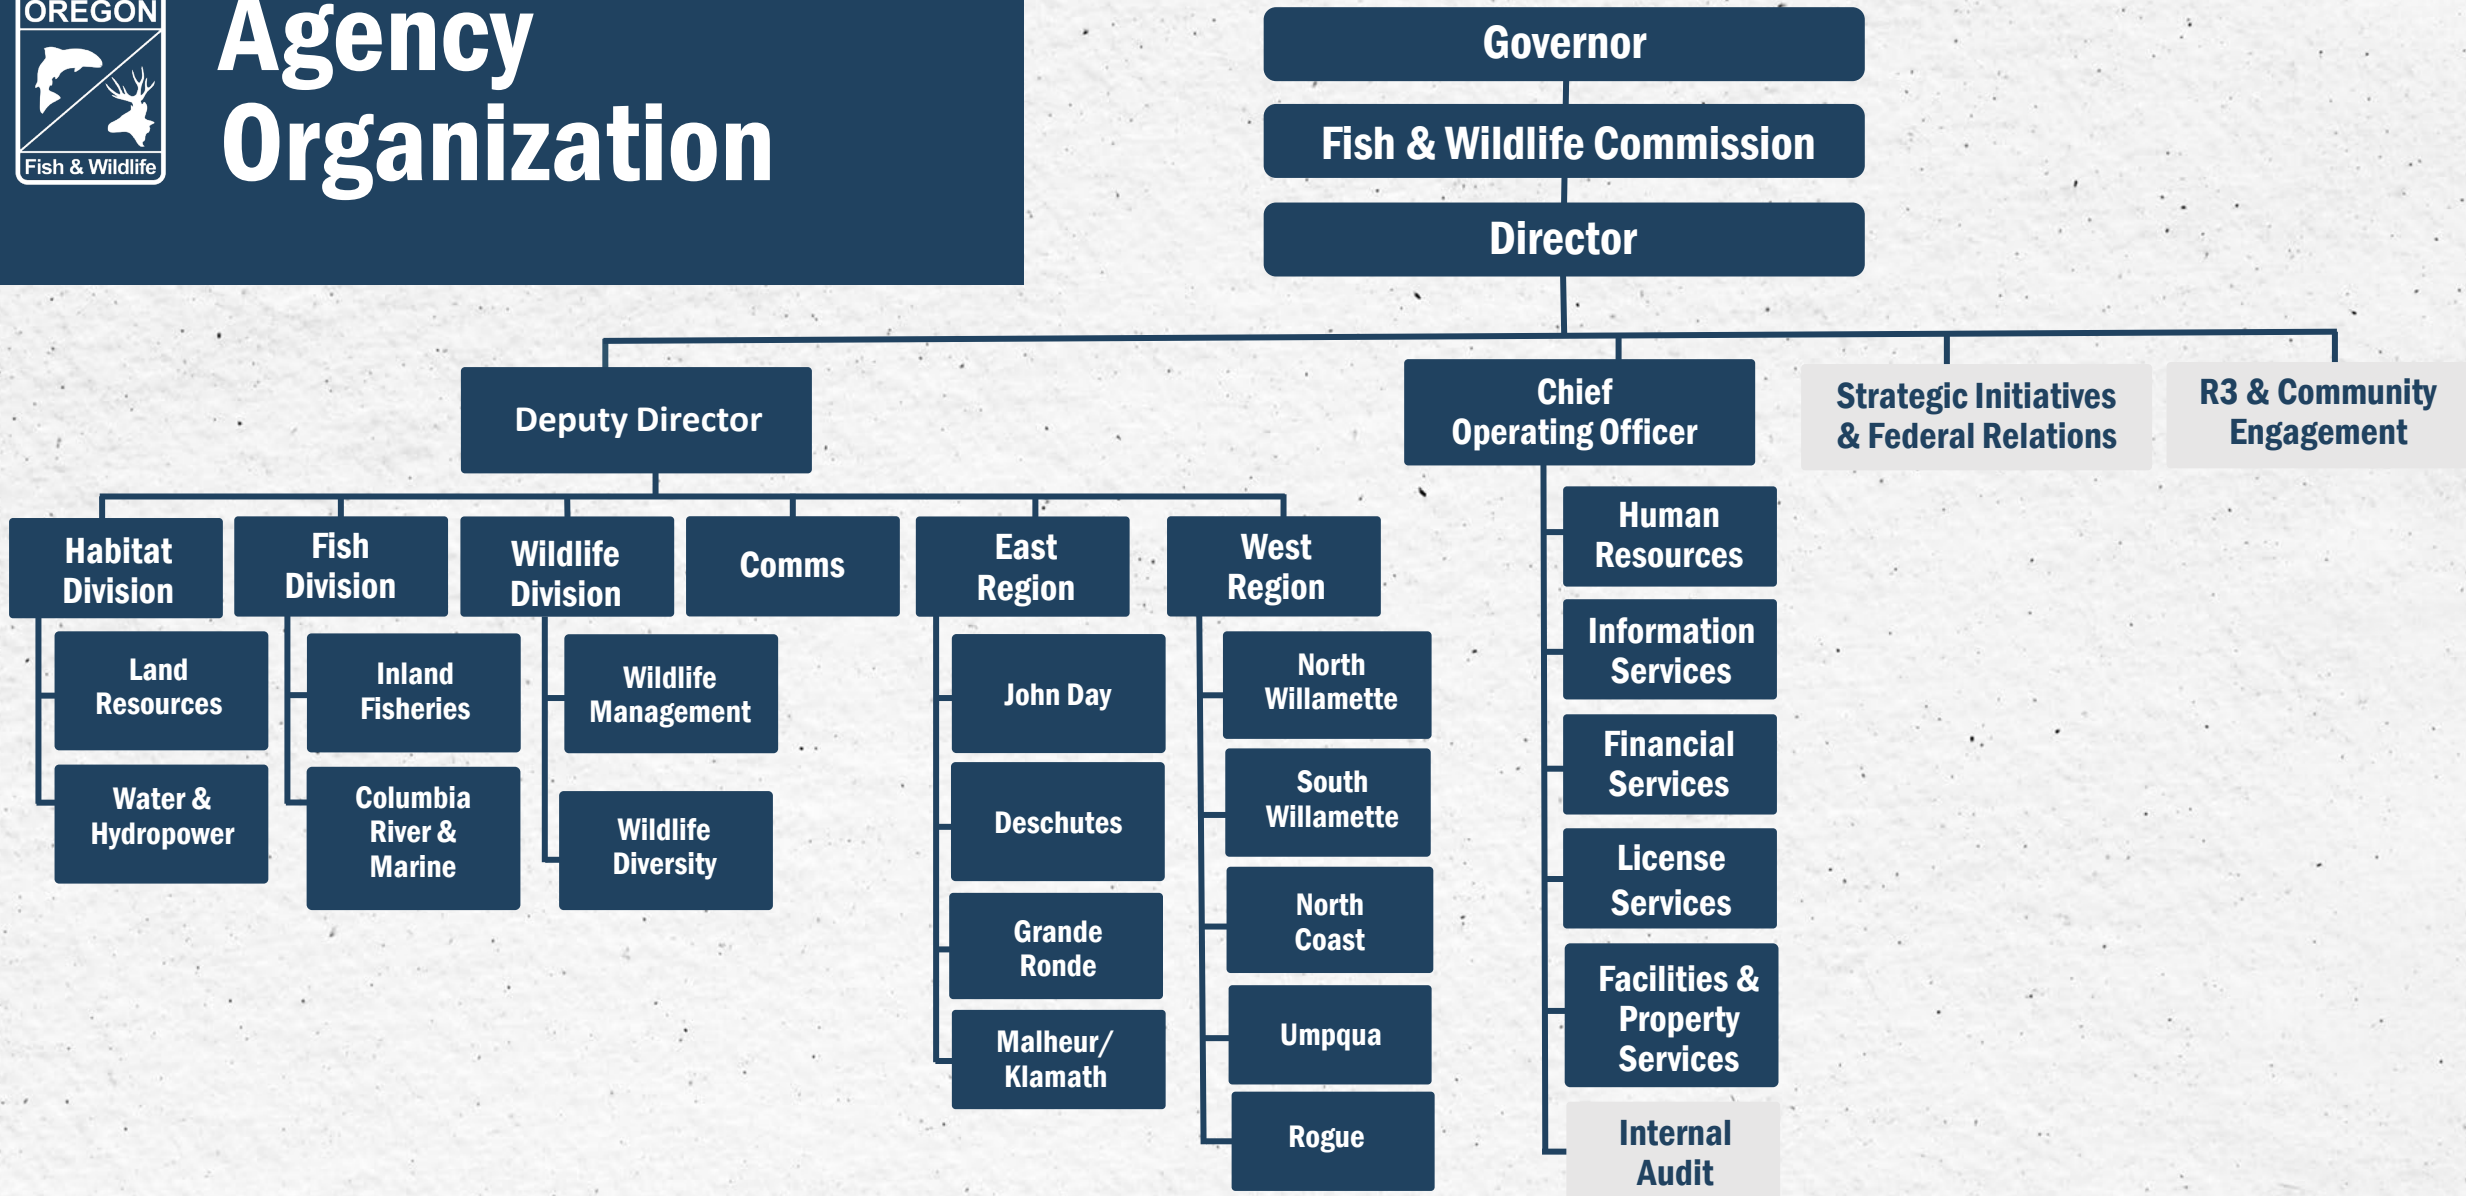 OREGON
Fish & Wildlife
Agency
Organization
Governor
Fish & Wildlife Commission
Director
Deputy Director
Chief
Operating Officer
Strategic Initiatives
& Federal Relations
R3 & Community
Engagement
Habitat
Division
Fish
Division
Wildlife
Division
Comms
East
Region
West
Region
Land
Resources
Water &
Hydropower
Inland
Fisheries
Columbia
River &
Marine
Wildlife
Management
Wildlife
Diversity
John Day
Deschutes
Grande
Ronde
Malheur/
Klamath
North
Willamette
South
Willamette
North
Coast
Umpqua
Rogue
Human
Resources
Information
Services
Financial
Services
License
Services
Facilities &
Property
Services
Internal
Audit